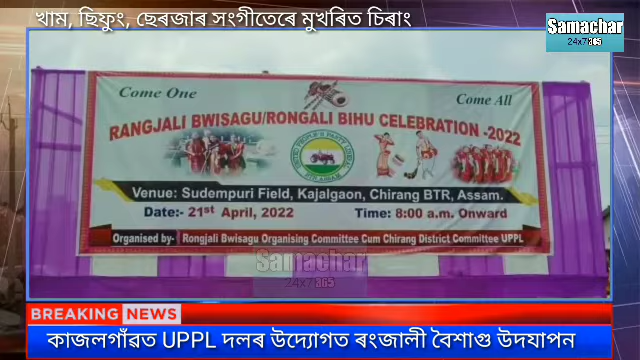 খাম, ছিফুং, ছেৰজাৰ সংগীতেৰে মুখৰিত চিৰাং
Samachar
24x7 365
Come One
Come All
RANGJALI BWISAGU/RONGALI BIHU CELEBRATION -2022
Venue: Sudempuri Field, Kajalgaon, Chirang BTR, Assam.
Date:- 21st April, 2022
Time: 8:00 a.m. Onward
Organised by- Rongjali Bwisagu Organising Committee Cum Chirang District Committee UPPL
Samachar
24x7 365
BREAKING NEWS
কাজলগাঁৱত UPPL দলৰ উদ্যোগত ৰংজালী বৈশাগু উদযাপন